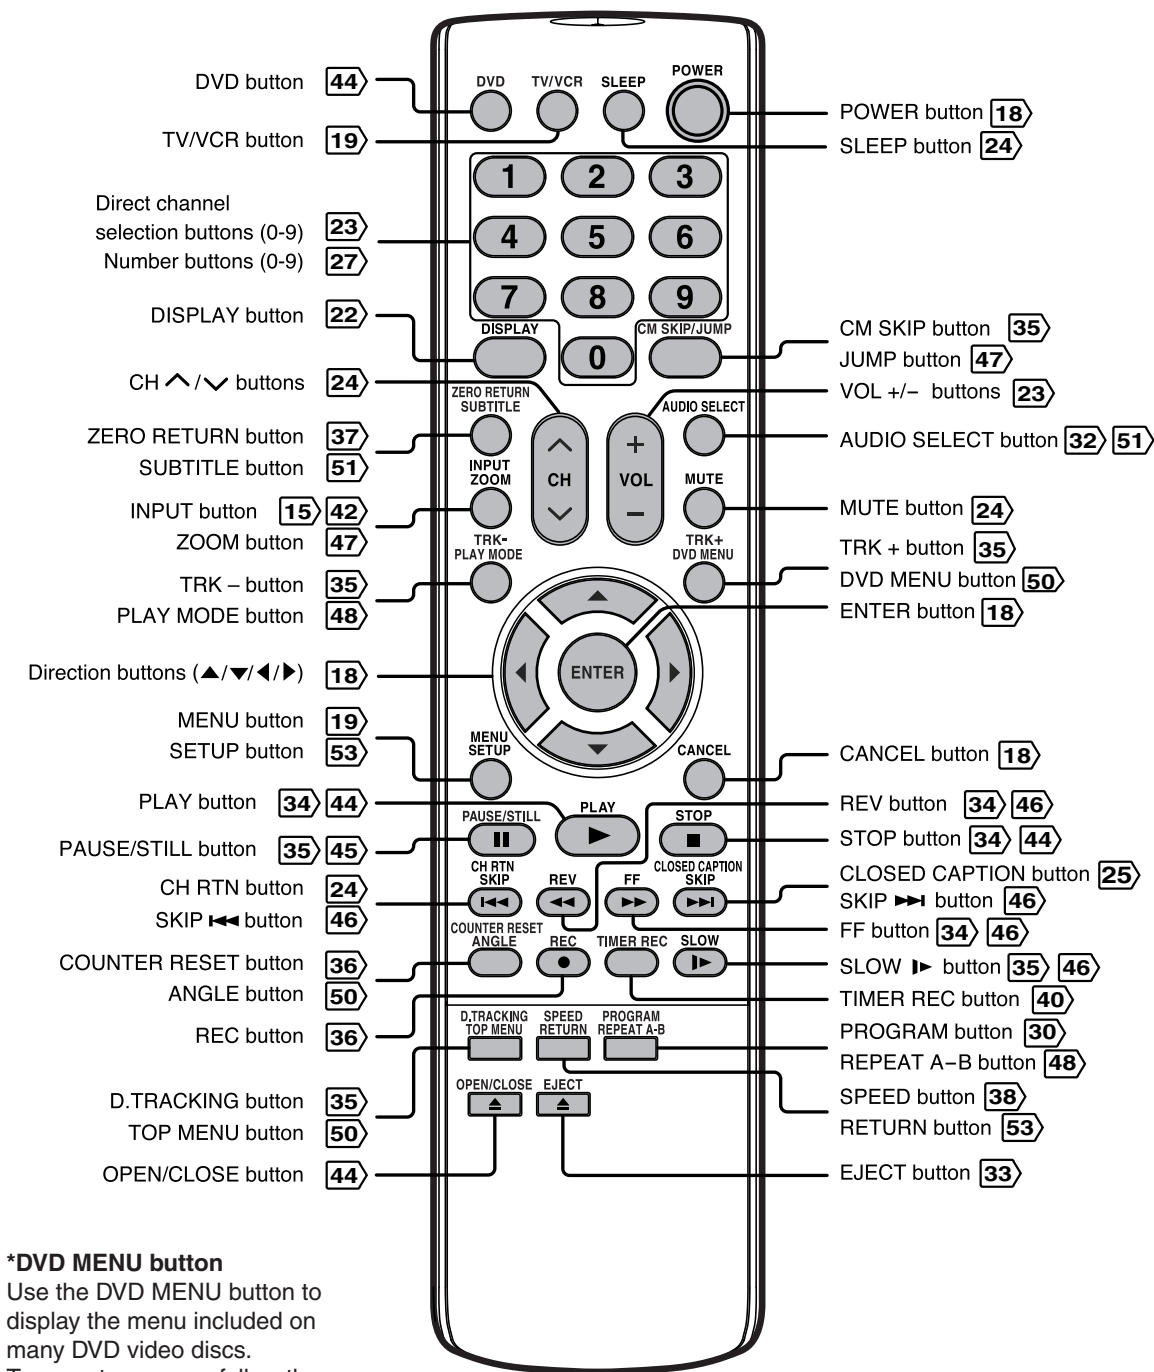 DVD button 44
TV/VCR button 19
Direct channel
selection buttons (0-9) 23
Number buttons (0-9) 27
DISPLAY button 22
CH ∧/∨ buttons 24
ZERO RETURN button 37
SUBTITLE button 51
INPUT button 15 42
ZOOM button 47
TRK – button 35
PLAY MODE button 48
Direction buttons (▲/▼/◀/▶) 18
MENU button 19
SETUP button 53
PLAY button 34 44
PAUSE/STILL button 35 45
CH RTN button 24
SKIP ⏮ button 46
COUNTER RESET button 36
ANGLE button 50
REC button 36
D.TRACKING button 35
TOP MENU button 50
OPEN/CLOSE button 44
DVD TV/VCR SLEEP POWER
1 2 3
4 5 6
7 8 9
DISPLAY 0 CM SKIP/JUMP
ZERO RETURN
SUBTITLE
AUDIO SELECT
INPUT
ZOOM
CH
+
VOL
–
MUTE
TRK-
PLAY MODE
TRK+
DVD MENU
ENTER
MENU
SETUP
CANCEL
PAUSE/STILL PLAY STOP
CH RTN
SKIP
REV FF
CLOSED CAPTION
SKIP
COUNTER RESET
ANGLE
REC TIMER REC SLOW
D.TRACKING
TOP MENU
SPEED
RETURN
PROGRAM
REPEAT A-B
OPEN/CLOSE EJECT
POWER button 18
SLEEP button 24
CM SKIP button 35
JUMP button 47
VOL +/– buttons 23
AUDIO SELECT button 32 51
MUTE button 24
TRK + button 35
DVD MENU button 50
ENTER button 18
CANCEL button 18
REV button 34 46
STOP button 34 44
CLOSED CAPTION button 25
SKIP ⏭ button 46
FF button 34 46
SLOW I▶ button 35 46
TIMER REC button 40
PROGRAM button 30
REPEAT A–B button 48
SPEED button 38
RETURN button 53
EJECT button 33
*DVD MENU button
Use the DVD MENU button to
display the menu included on
many DVD video discs.